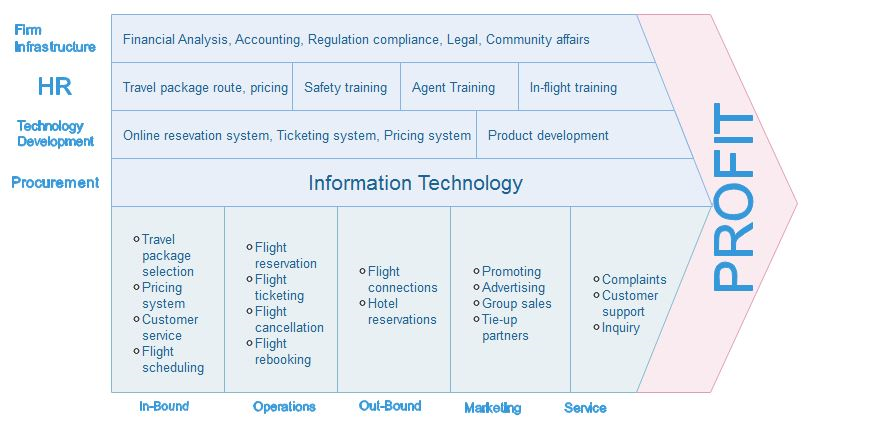 Firm
Infrastructure
Financial Analysis, Accounting, Regulation compliance, Legal, Community affairs
HR
Travel package route, pricing
Safety training
Agent Training
In-flight training
Technology
Development
Online resevation system, Ticketing system, Pricing system
Product development
Procurement
Information Technology
PROFIT
Travel
package
selection
Pricing
system
Customer
service
Flight
scheduling
Flight
reservation
Flight
ticketing
Flight
cancellation
Flight
rebooking
Flight
connections
Hotel
reservations
Promoting
Advertising
Group sales
Tie-up
partners
Complaints
Customer
support
Inquiry
In-Bound
Operations
Out-Bound
Marketing
Service